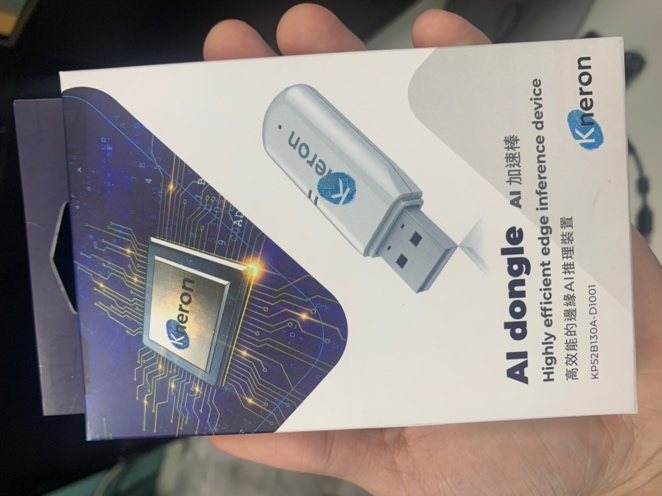 Kneron
Kneron
Kneron
AI dongle AI 加速棒
Highly efficient edge inference device
高效能的邊緣AI推理裝置
KP52B130A-D1001